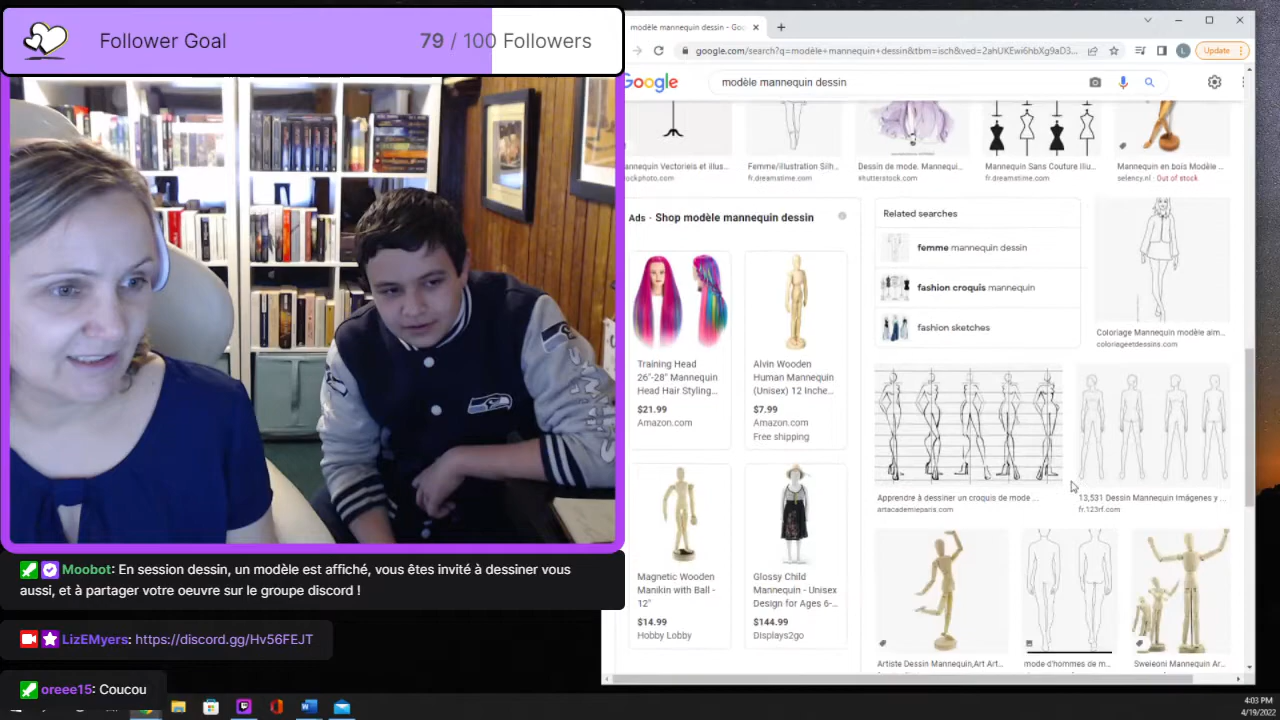 Follower Goal
79 / 100 Followers
Moobot: En session dessin, un modèle est affiché, vous êtes invité à dessiner vous
aussi, et à partager votre oeuvre sur le groupe discord !
LizEMyers: https://discord.gg/Hv56FEJT
oreee15: Coucou
modèle mannequin dessin - Goo
google.com/search?q=modèle+mannequin+dessin&tbm=isch&ved=2ahUKEwi6hbXg9aD3...
L
Update
Google
modèle mannequin dessin
Mannequin Vectoriels et illus...
Femme/illustration Silh...
fr.dreamstime.com
Dessin de mode. Mannequi...
shutterstock.com
Mannequin Sans Couture Illu...
fr.dreamstime.com
Mannequin en bois Modèle ...
selency.nl · Out of stock
Ads · Shop modèle mannequin dessin
Training Head
26"-28" Mannequin
Head Hair Styling...
$21.99
Amazon.com
Alvin Wooden
Human Mannequin
(Unisex) 12 Inche...
$7.99
Amazon.com
Free shipping
Magnetic Wooden
Manikin with Ball -
12"
$14.99
Hobby Lobby
Glossy Child
Mannequin - Unisex
Design for Ages 6-...
$144.99
Displays2go
Related searches
femme mannequin dessin
fashion croquis mannequin
fashion sketches
Coloriage Mannequin modèle aim...
coloriageetdessins.com
Apprendre à dessiner un croquis de mode ...
artacademieparis.com
13,531 Dessin Mannequin Imágenes y ...
fr.123rf.com
Artiste Dessin Mannequin,Art Art...
mode d'hommes de m...
Sweieoni Mannequin Ar...
4:03 PM
4/19/2022